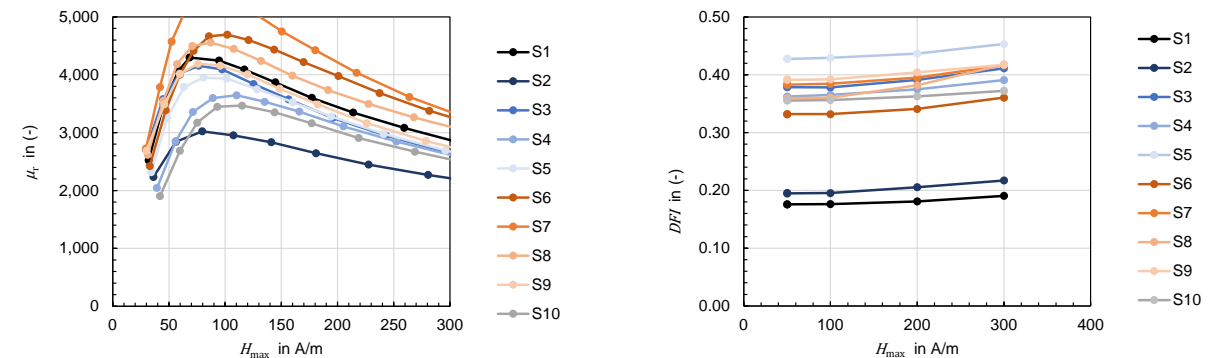 5,000
4,000
3,000
2,000
1,000
0
μr in (-)
0 50 100 150 200 250 300
Hmax in A/m
S1
S2
S3
S4
S5
S6
S7
S8
S9
S10
0.50
0.40
0.30
0.20
0.10
0.00
DFI in (-)
0 100 200 300 400
Hmax in A/m
S1
S2
S3
S4
S5
S6
S7
S8
S9
S10